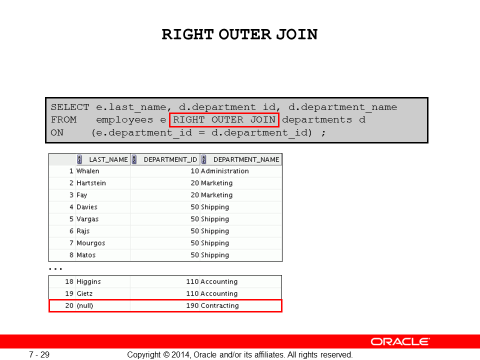 RIGHT OUTER JOIN
SELECT e.last_name, d.department_id, d.department_name
FROM employees e RIGHT OUTER JOIN departments d
ON (e.department_id = d.department_id) ;
LAST_NAME DEPARTMENT_ID DEPARTMENT_NAME
1 Whalen 10 Administration
2 Hartstein 20 Marketing
3 Fay 20 Marketing
4 Davies 50 Shipping
5 Vargas 50 Shipping
6 Rajs 50 Shipping
7 Mourgos 50 Shipping
8 Matos 50 Shipping
...
18 Higgins 110 Accounting
19 Gietz 110 Accounting
20 (null) 190 Contracting
ORACLE
7 - 29 Copyright © 2014, Oracle and/or its affiliates. All rights reserved.